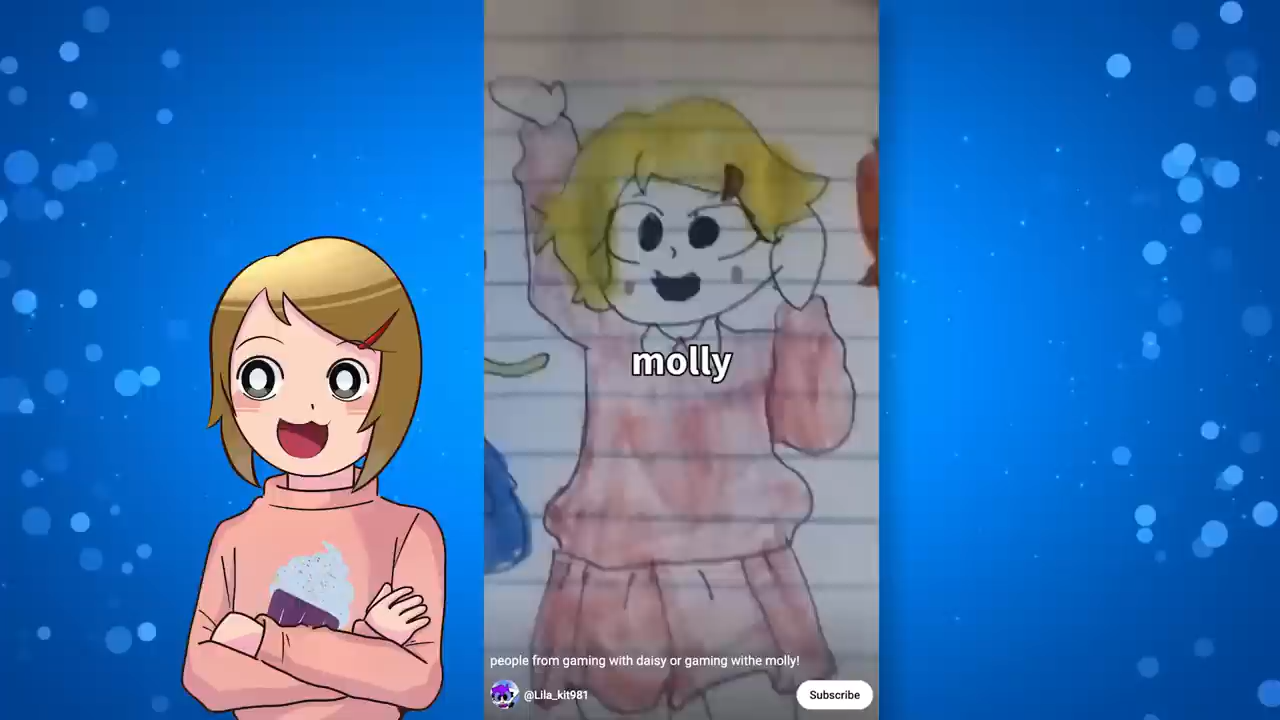 molly
people from gaming with daisy or gaming withe molly!
@Lila_kit981
Subscribe